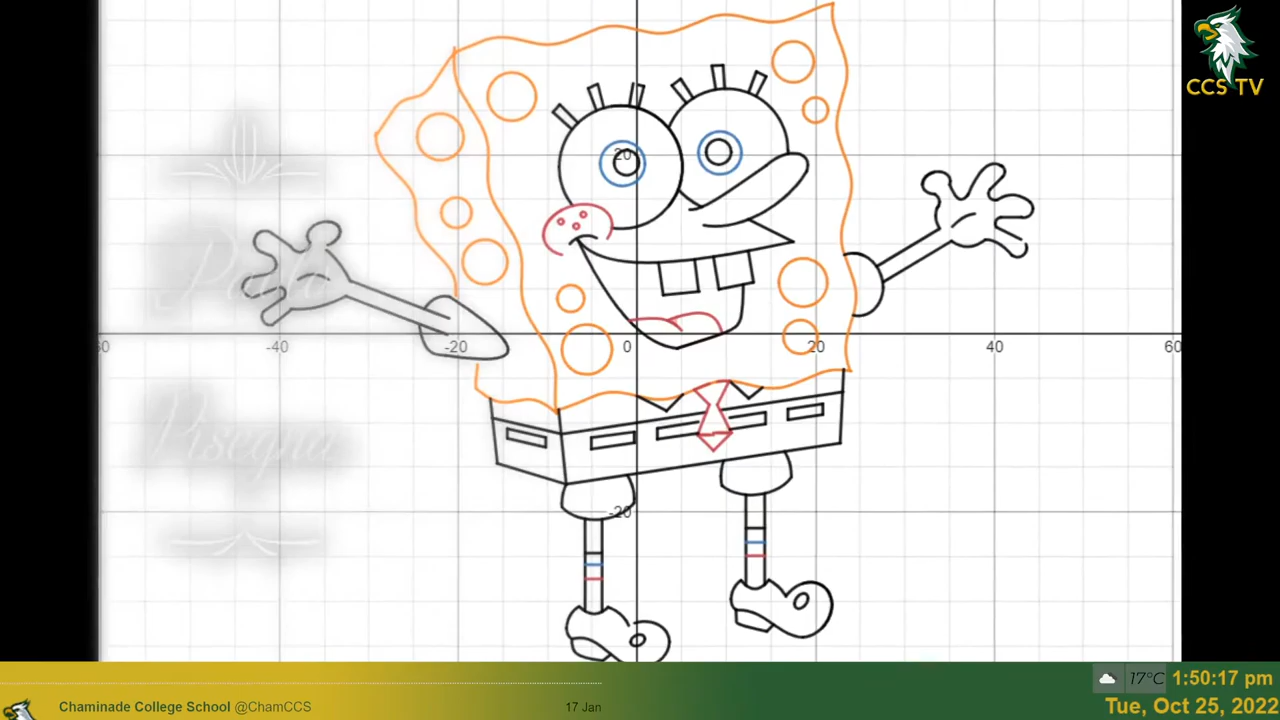 CCS TV
20
-40
-20
0
20
40
60
Pisegna
-20
17°C
1:50:17 pm
Chaminade College School @ChamCCS
17 Jan
Tue, Oct 25, 2022